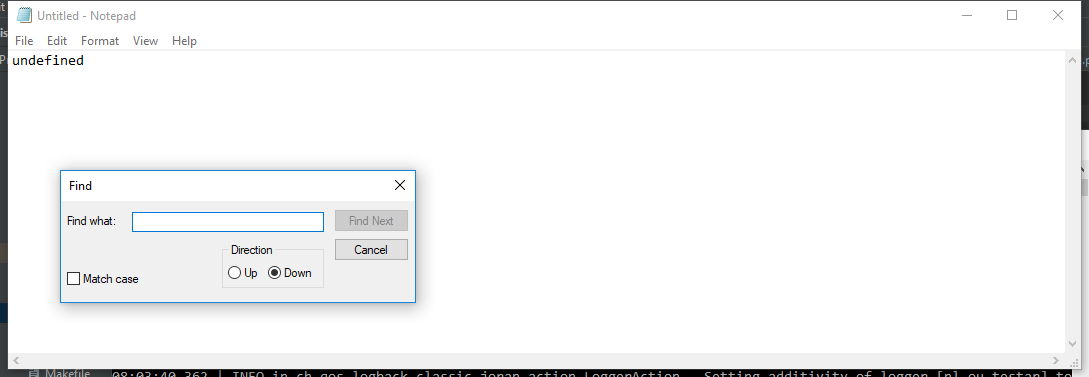 Untitled - Notepad
File Edit Format View Help
undefined
Find
Find what:
Find Next
Direction
Cancel
Up Down
Match case
Makefile
08:03:40,362 | INFO in ch.qos.logback.classic.joran.action.LoggerAction - Setting additivity of logger [nl.ou.testar] to